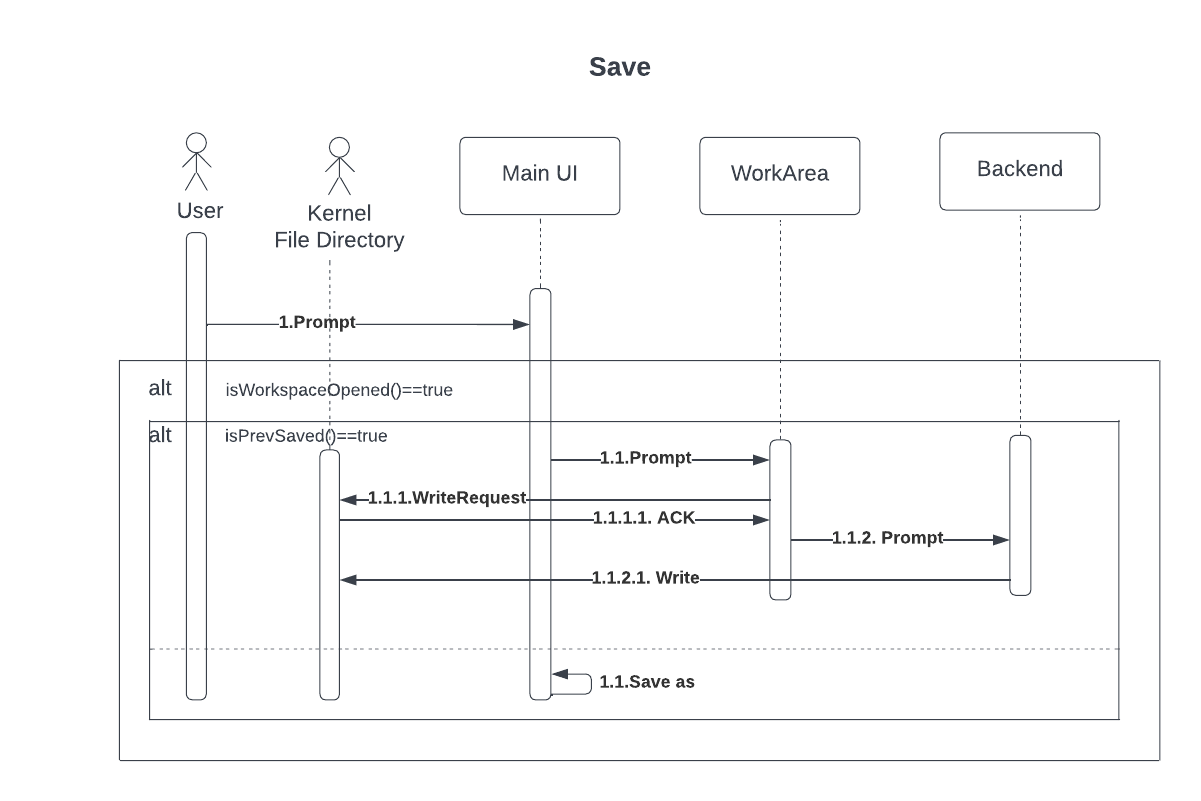 Save
User
Kernel
File Directory
Main UI
WorkArea
Backend
1.Prompt
alt
isWorkspaceOpened()==true
alt
isPrevSaved()==true
1.1.Prompt
1.1.1.WriteRequest
1.1.1.1. ACK
1.1.2. Prompt
1.1.2.1. Write
1.1.Save as